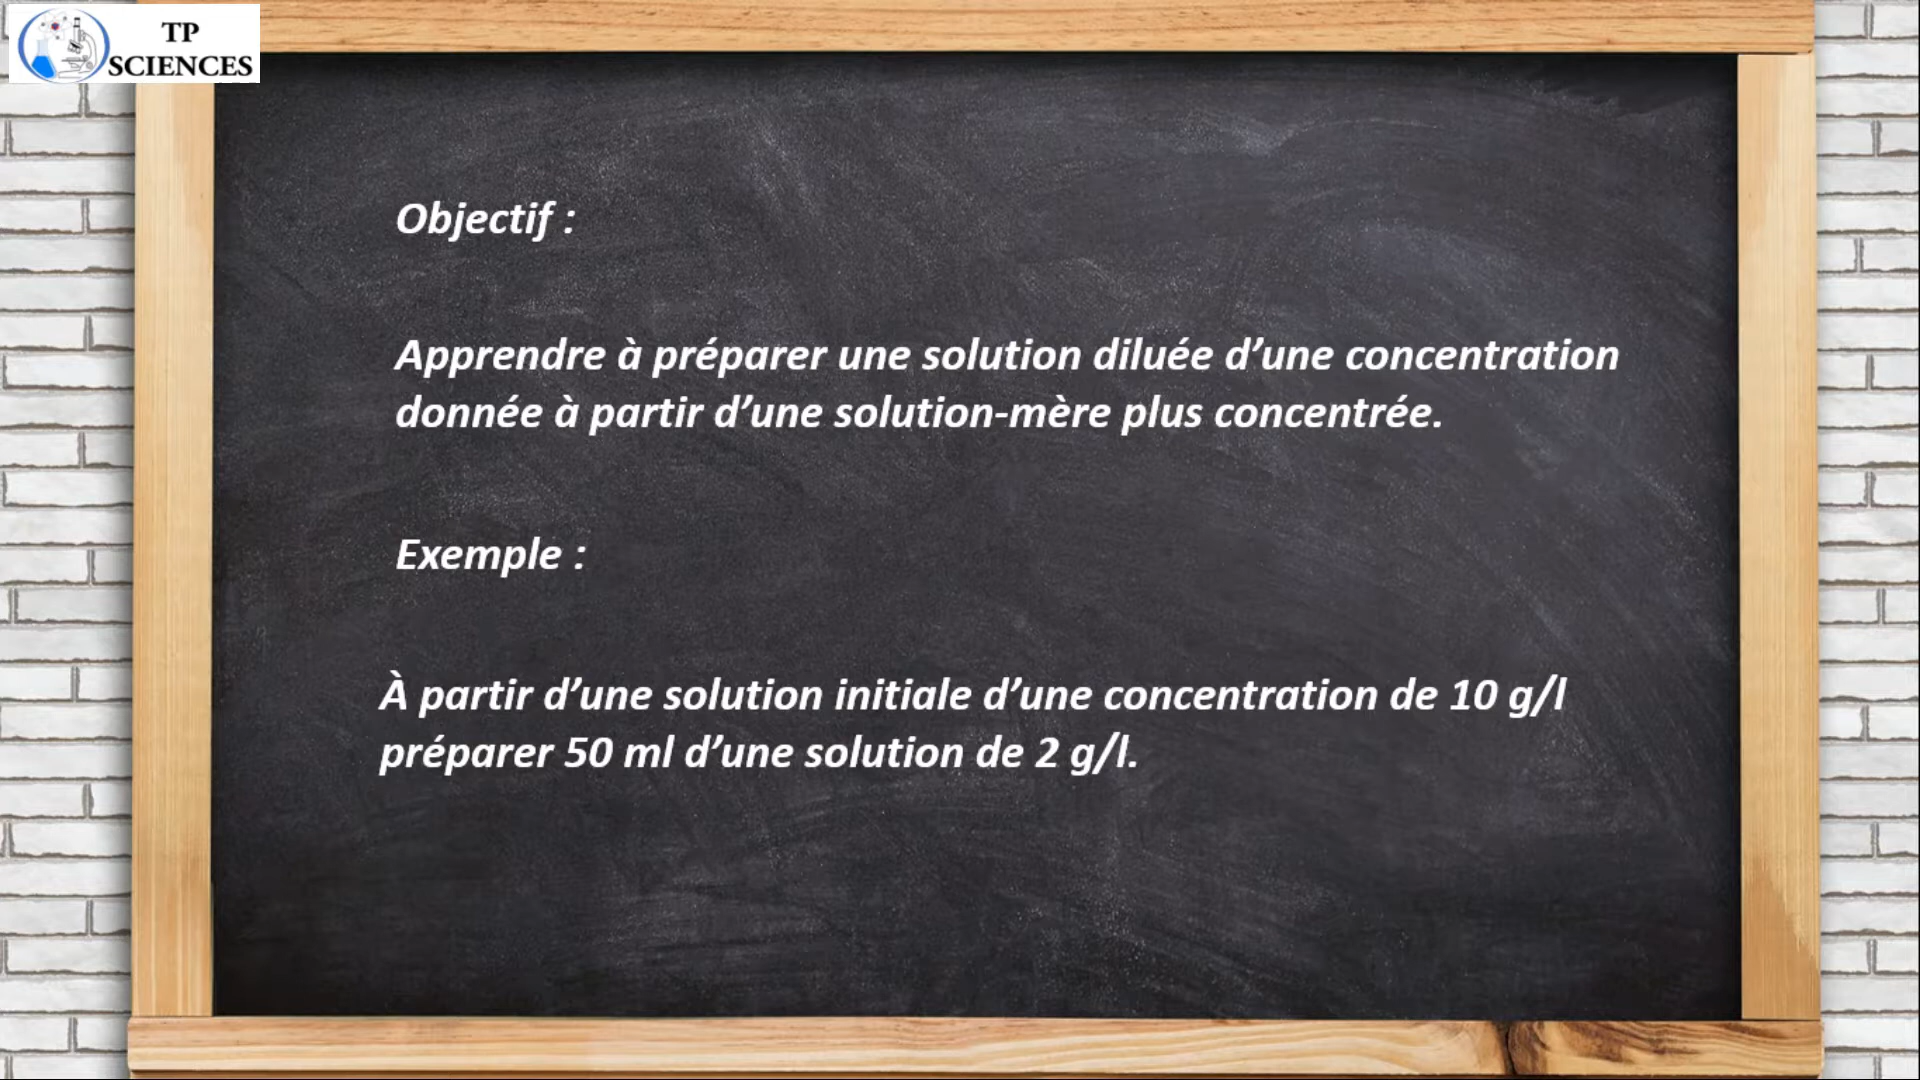 TP
SCIENCES
Objectif :
Apprendre à préparer une solution diluée d’une concentration
donnée à partir d’une solution-mère plus concentrée.
Exemple :
À partir d’une solution initiale d’une concentration de 10 g/l
préparer 50 ml d’une solution de 2 g/l.